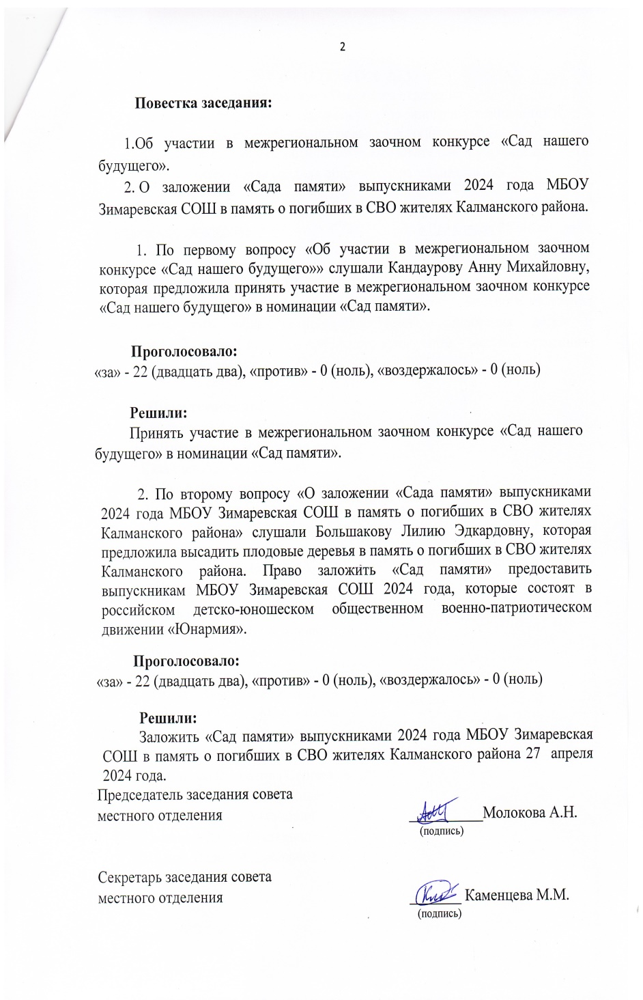 2
Повестка заседания:
1.Об участии в межрегиональном заочном конкурсе «Сад нашего
будущего».
2. О заложении «Сада памяти» выпускниками 2024 года МБОУ
Зимаревская СОШ в память о погибших в СВО жителях Калманского района.
1. По первому вопросу «Об участии в межрегиональном заочном
конкурсе «Сад нашего будущего»» слушали Кандаурову Анну Михайловну,
которая предложила принять участие в межрегиональном заочном конкурсе
«Сад нашего будущего» в номинации «Сад памяти».
Проголосовало:
«за» - 22 (двадцать два), «против» - 0 (ноль), «воздержалось» - 0 (ноль)
Решили:
Принять участие в межрегиональном заочном конкурсе «Сад нашего
будущего» в номинации «Сад памяти».
2. По второму вопросу «О заложении «Сада памяти» выпускниками
2024 года МБОУ Зимаревская СОШ в память о погибших в СВО жителях
Калманского района» слушали Большакову Лилию Эдкардовну, которая
предложила высадить плодовые деревья в память о погибших в СВО жителях
Калманского района. Право заложить «Сад памяти» предоставить
выпускникам МБОУ Зимаревская СОШ 2024 года, которые состоят в
российском детско-юношеском общественном военно-патриотическом
движении «Юнармия».
Проголосовало:
«за» - 22 (двадцать два), «против» - 0 (ноль), «воздержалось» - 0 (ноль)
Решили:
Заложить «Сад памяти» выпускниками 2024 года МБОУ Зимаревская
СОШ в память о погибших в СВО жителях Калманского района 27 апреля
2024 года.
Председатель заседания совета
местного отделения Молокова А.Н.
(подпись)
Секретарь заседания совета
местного отделения Каменцева М.М.
(подпись)